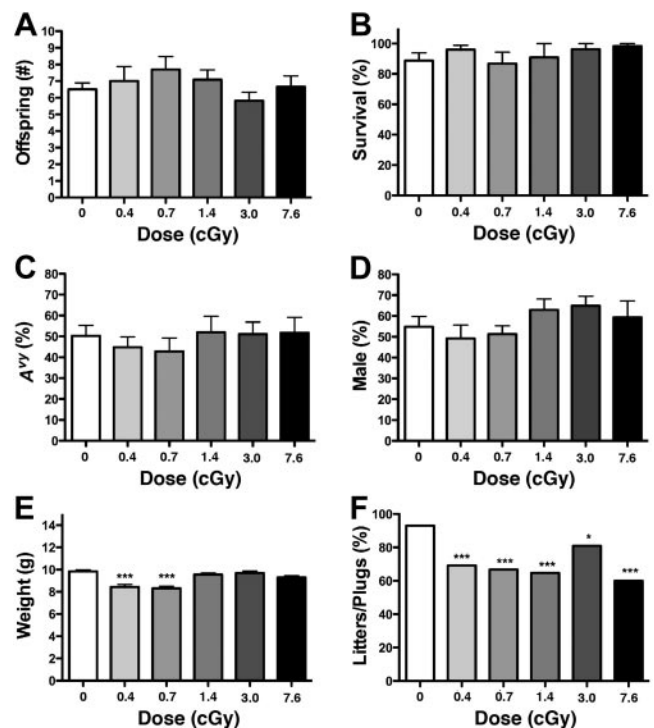 A
Offspring (#)
10
9
8
7
6
5
4
3
2
1
0
0 0.4 0.7 1.4 3.0 7.6
Dose (cGy)
B
Survival (%)
100
80
60
40
20
0
0 0.4 0.7 1.4 3.0 7.6
Dose (cGy)
C
Avy (%)
80
70
60
50
40
30
20
10
0
0 0.4 0.7 1.4 3.0 7.6
Dose (cGy)
D
Male (%)
80
70
60
50
40
30
20
10
0
0 0.4 0.7 1.4 3.0 7.6
Dose (cGy)
E
Weight (g)
14
12
10
8
6
4
2
0
*** ***
0 0.4 0.7 1.4 3.0 7.6
Dose (cGy)
F
Litters/Plugs (%)
100
80
60
40
20
0
*** *** *** * ***
0 0.4 0.7 1.4 3.0 7.6
Dose (cGy)